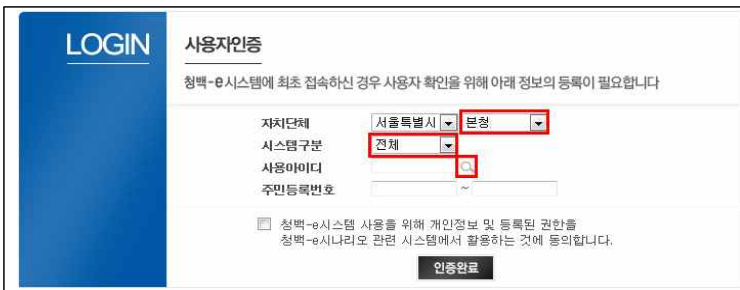 LOGIN
사용자인증
청백-e시스템에 최초 접속하신 경우 사용자 확인을 위해 아래 정보의 등록이 필요합니다
자치단체 서울특별시 본청
시스템구분 전체
사용아이디
주민등록번호 ~
청백-e시스템 사용을 위해 개인정보 및 등록된 권한을
청백-e시나리오 관련 시스템에서 활용하는 것에 동의합니다.
인증완료